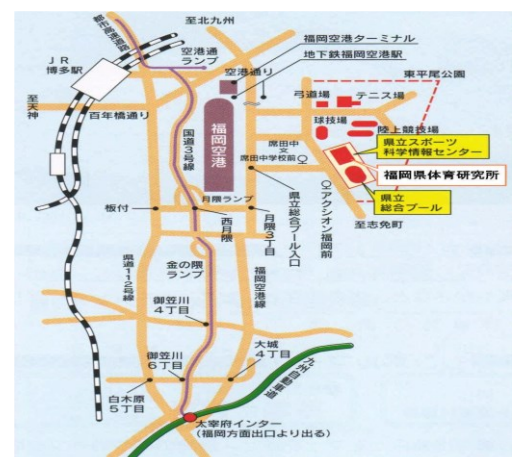 都市高速道路
至北九州
福岡空港ターミナル
地下鉄福岡空港駅
空港通
ランプ
空港通り
JR
博多駅
東平尾公園
弓道場
テニス場
至天神
百年橋通り
国道3号線
福岡空港
球技場
陸上競技場
席田中
文
席田中学校前
県立スポーツ
科学情報センター
福岡県体育研究所
県立
総合プール
アクシオン福岡前
県立総合プール入口
至志免町
月隈ランプ
板付
西月隈
月隈3丁目
県道112号線
金の隈
ランプ
福岡空港線
御笠川
4丁目
御笠川
6丁目
大城
4丁目
九州自動車道
白木原
5丁目
太宰府インター
(福岡方面出口より出る)